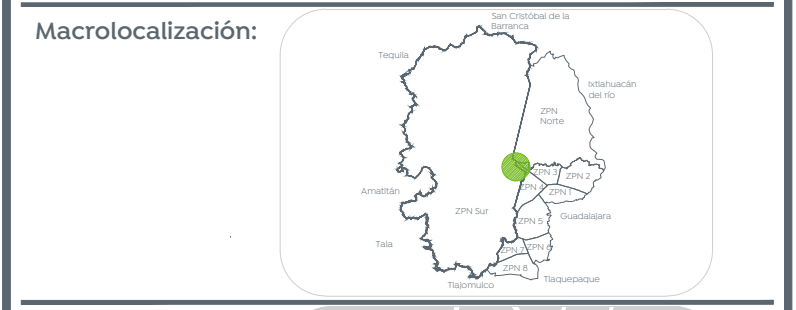 Macrolocalización:
San Cristóbal de la
Barranca
Tequila
Ixtlahuacán
del río
ZPN
Norte
ZPN 3
ZPN 2
ZPN 4
ZPN 1
Amatitán
ZPN Sur
Guadalajara
ZPN 5
Tala
ZPN 7
ZPN 6
ZPN 8
Tlaquepaque
Tlajomulco